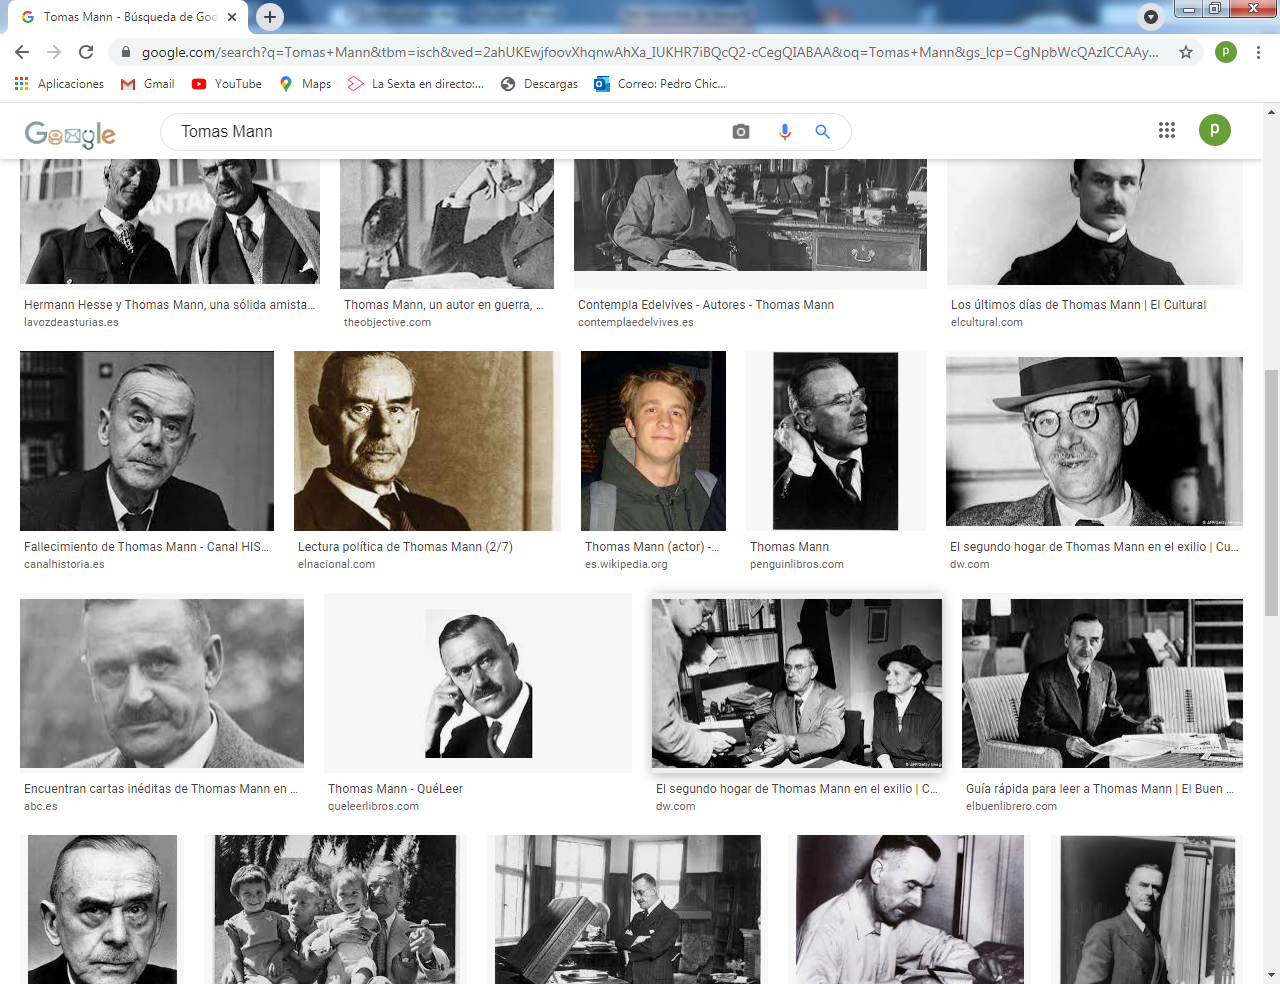 Tomas Mann - Búsqueda de Goo
google.com/search?q=Tomas+Mann&tbm=isch&ved=2ahUKEwjfoovXhqnwAhXa_IUKHR7iBQcQ2-cCegQIABAA&oq=Tomas+Mann&gs_lcp=CgNpbWcQAzICCAAy...
p
Aplicaciones Gmail YouTube Maps La Sexta en directo:... Descargas Correo: Pedro Chic...
Google
Tomas Mann
p
Hermann Hesse y Thomas Mann, una sólida amista...
lavozdeasturias.es
Thomas Mann, un autor en guerra, ...
theobjective.com
Contempla Edelvives - Autores - Thomas Mann
contemplaedelvives.es
Los últimos días de Thomas Mann | El Cultural
elcultural.com
Fallecimiento de Thomas Mann - Canal HIS...
canalhistoria.es
Lectura política de Thomas Mann (2/7)
elnacional.com
Thomas Mann (actor) -...
es.wikipedia.org
Thomas Mann
penguinlibros.com
El segundo hogar de Thomas Mann en el exilio | Cu...
dw.com
Encuentran cartas inéditas de Thomas Mann en ...
abc.es
Thomas Mann - QuéLeer
queleerlibros.com
El segundo hogar de Thomas Mann en el exilio | C...
dw.com
Guía rápida para leer a Thomas Mann | El Buen ...
elbuenlibrero.com